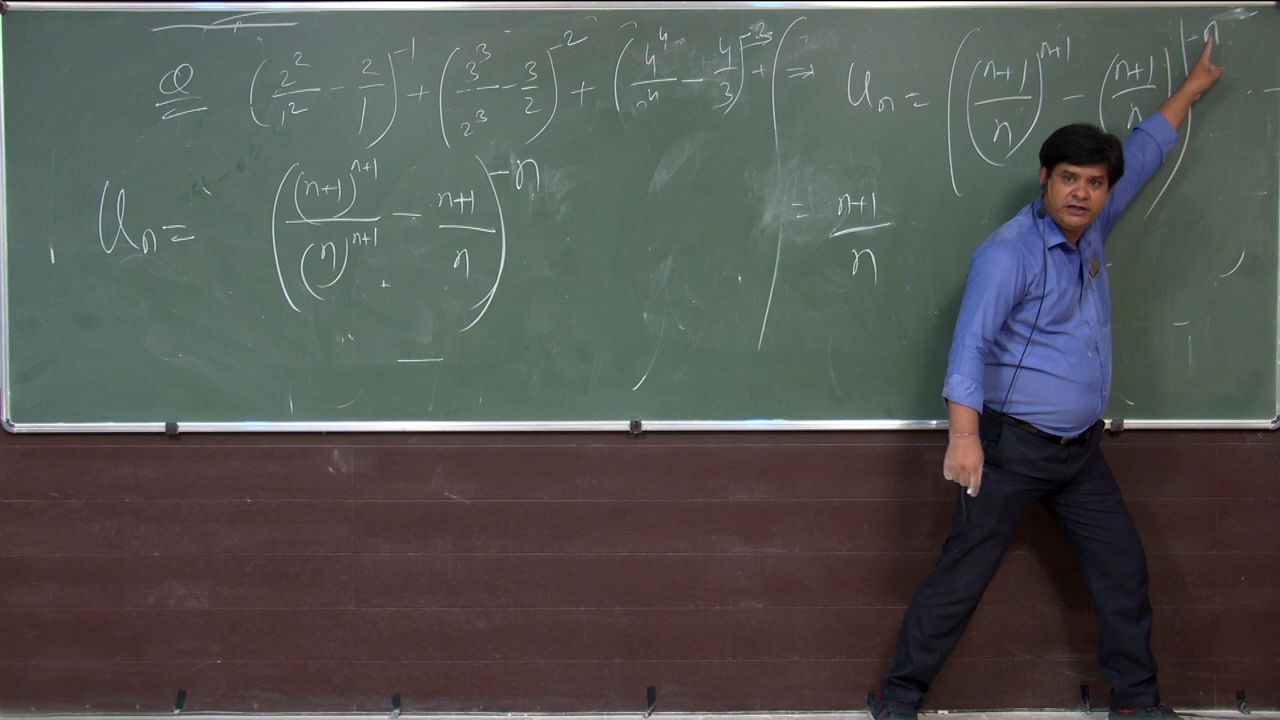 Q (2²/1² - 2/1)⁻¹ + (3³/2³ - 3/2)⁻² + (4⁴/3⁴ - 4/3)⁻³ + ⇒ Uₙ = (((n+1)/n)ⁿ⁺¹ - ((n+1)/n))⁻ⁿ
Uₙ = ((n+1)ⁿ⁺¹/(n)ⁿ⁺¹ - (n+1)/n)⁻ⁿ = (n+1)/n